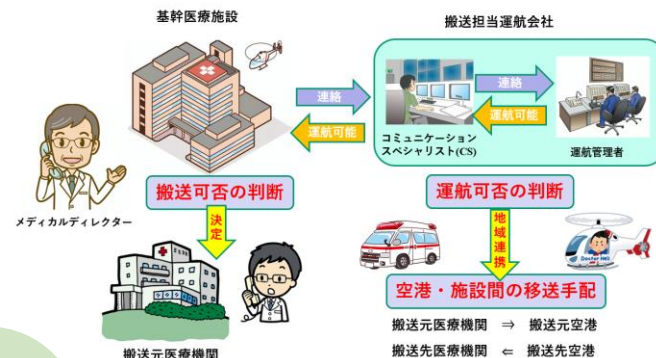 基幹医療施設
搬送担当運航会社
連絡
運航可能
連絡
運航可能
コミュニケーション
スペシャリスト(CS)
運航管理者
メディカルディレクター
搬送可否の判断
運航可否の判断
決定
地域連携
空港・施設間の移送手配
搬送元医療機関
搬送元医療機関 ⇒ 搬送元空港
搬送先医療機関 ⇐ 搬送先空港